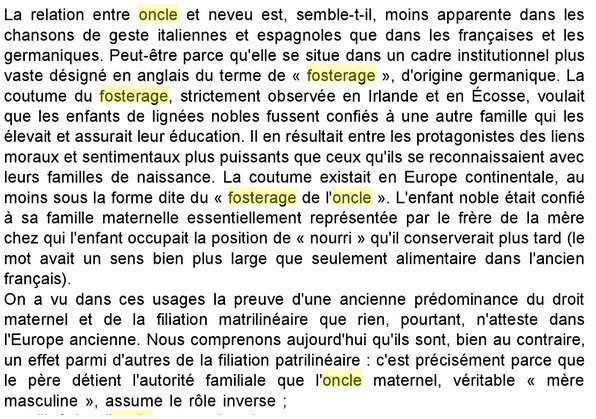 La relation entre oncle et neveu est, semble-t-il, moins apparente dans les
chansons de geste italiennes et espagnoles que dans les françaises et les
germaniques. Peut-être parce qu'elle se situe dans un cadre institutionnel plus
vaste désigné en anglais du terme de « fosterage », d'origine germanique. La
coutume du fosterage, strictement observée en Irlande et en Écosse, voulait
que les enfants de lignées nobles fussent confiés à une autre famille qui les
élevait et assurait leur éducation. Il en résultait entre les protagonistes des liens
moraux et sentimentaux plus puissants que ceux qu'ils se reconnaissaient avec
leurs familles de naissance. La coutume existait en Europe continentale, au
moins sous la forme dite du « fosterage de l'oncle ». L'enfant noble était confié
à sa famille maternelle essentiellement représentée par le frère de la mère
chez qui l'enfant occupait la position de « nourri » qu'il conserverait plus tard (le
mot avait un sens bien plus large que seulement alimentaire dans l'ancien
français).
On a vu dans ces usages la preuve d'une ancienne prédominance du droit
maternel et de la filiation matrilinéaire que rien, pourtant, n'atteste dans
l'Europe ancienne. Nous comprenons aujourd'hui qu'ils sont, bien au contraire,
un effet parmi d'autres de la filiation patrilinéaire : c'est précisément parce que
le père détient l'autorité familiale que l'oncle maternel, véritable « mère
masculine », assume le rôle inverse ;